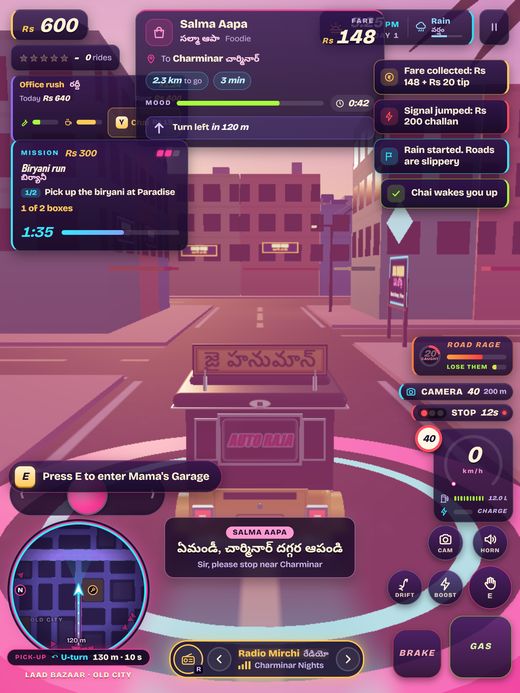 Rs 600
- 0 rides
Office rush రద్దీ
Today Rs 640
Y
MISSION Rs 300
Biryani run
బిర్యానీ
1/2 Pick up the biryani at Paradise
1 of 2 boxes
1:35
Salma Aapa
సల్మా ఆపా Foodie
FARE
Rs 148
To Charminar చార్మినార్
2.3 km to go 3 min
MOOD 0:42
Turn left in 120 m
PM
DAY 1
Rain
వర్షం
Fare collected: Rs
148 + Rs 20 tip
Signal jumped: Rs
200 challan
Rain started. Roads
are slippery
Chai wakes you up
జై హనుమాన్
AUTO RAJA
20
CAUGHT
ROAD RAGE
LOSE THEM
CAMERA 40 200 m
STOP 12s
40
0
km/h
12.0 L
CHARGE
E Press E to enter Mama's Garage
SALMA AAPA
ఏమండీ, చార్మినార్ దగ్గర ఆపండి
Sir, please stop near Charminar
N
OLD CITY
120 m
PICK-UP U-turn 130 m · 10 s
LAAD BAZAAR · OLD CITY
R
Radio Mirchi రేడియో
Charminar Nights
CAM
HORN
DRIFT
BOOST
E
BRAKE
GAS